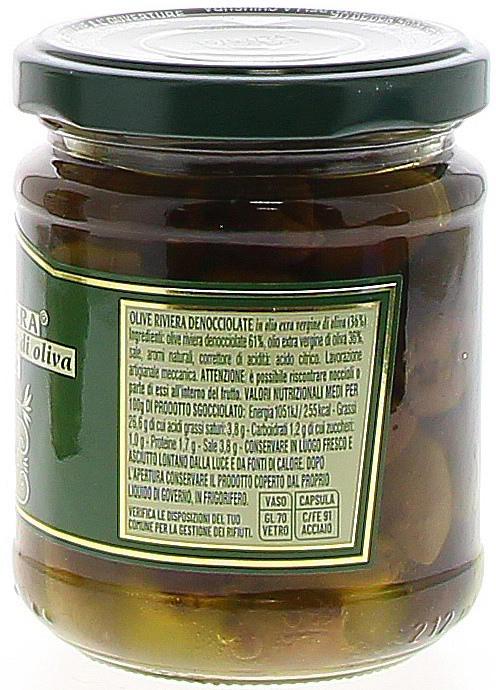 ERA®
di oliva
OLIVE RIVIERA DENOCCIOLATE in olio extra vergine di oliva (36%)
Ingredienti: olive riviera denocciolate 61%, olio extra vergine di oliva 36%,
sale, aromi naturali, correttore di acidità: acido citrico. Lavorazione
artigianale meccanica. ATTENZIONE: è possibile riscontrare noccioli o
parte di essi all'interno del frutto. VALORI NUTRIZIONALI MEDI PER
100g DI PRODOTTO SGOCCIOLATO: Energia 1051kJ / 255kcal - Grassi
26,6 g di cui acidi grassi saturi: 3,8 g - Carboidrati 1,2 g di cui zuccheri:
1,0 g - Proteine 1,7 g - Sale 3,8 g - CONSERVARE IN LUOGO FRESCO E
ASCIUTTO LONTANO DALLA LUCE E DA FONTI DI CALORE. DOPO
L'APERTURA CONSERVARE IL PRODOTTO COPERTO DAL PROPRIO
LIQUIDO DI GOVERNO, IN FRIGORIFERO.
VERIFICA LE DISPOSIZIONI DEL TUO
COMUNE PER LA GESTIONE DEI RIFIUTI.
VASO CAPSULA
GL 70 C/FE 91
VETRO ACCIAIO
212